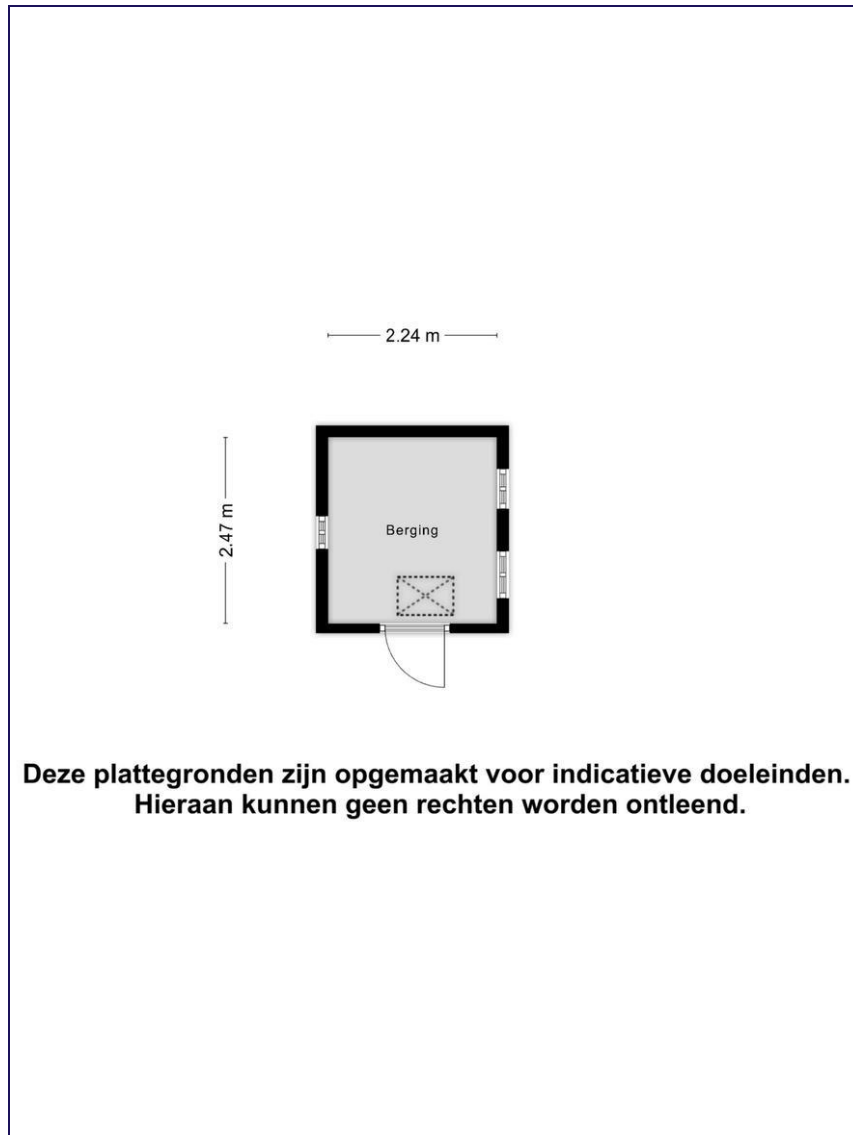 2.24 m
2.47 m
Berging
Deze plattegronden zijn opgemaakt voor indicatieve doeleinden.
Hieraan kunnen geen rechten worden ontleend.